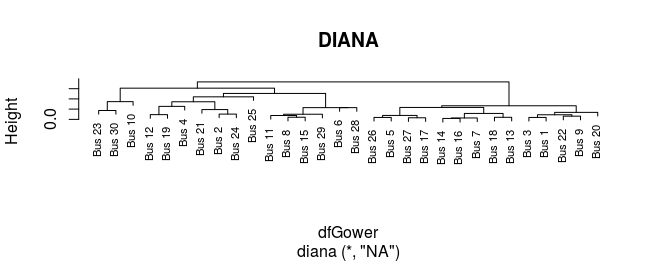 DIANA
Height
0.0
Bus 23
Bus 30
Bus 10
Bus 12
Bus 19
Bus 4
Bus 21
Bus 2
Bus 24
Bus 25
Bus 11
Bus 8
Bus 15
Bus 29
Bus 6
Bus 28
Bus 26
Bus 5
Bus 27
Bus 17
Bus 14
Bus 16
Bus 7
Bus 18
Bus 13
Bus 3
Bus 1
Bus 22
Bus 9
Bus 20
dfGower
diana (*, "NA")